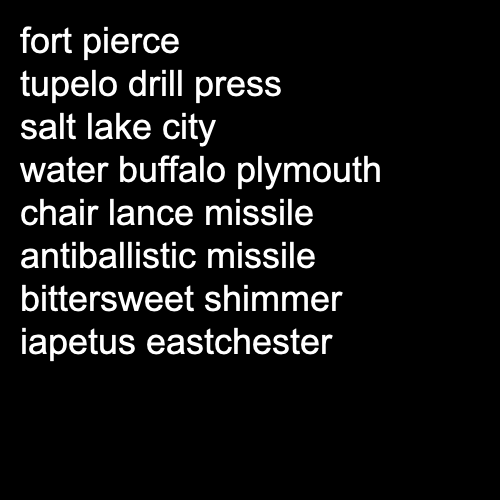 fort pierce
tupelo drill press
salt lake city
water buffalo plymouth
chair lance missile
antiballistic missile
bittersweet shimmer
iapetus eastchester